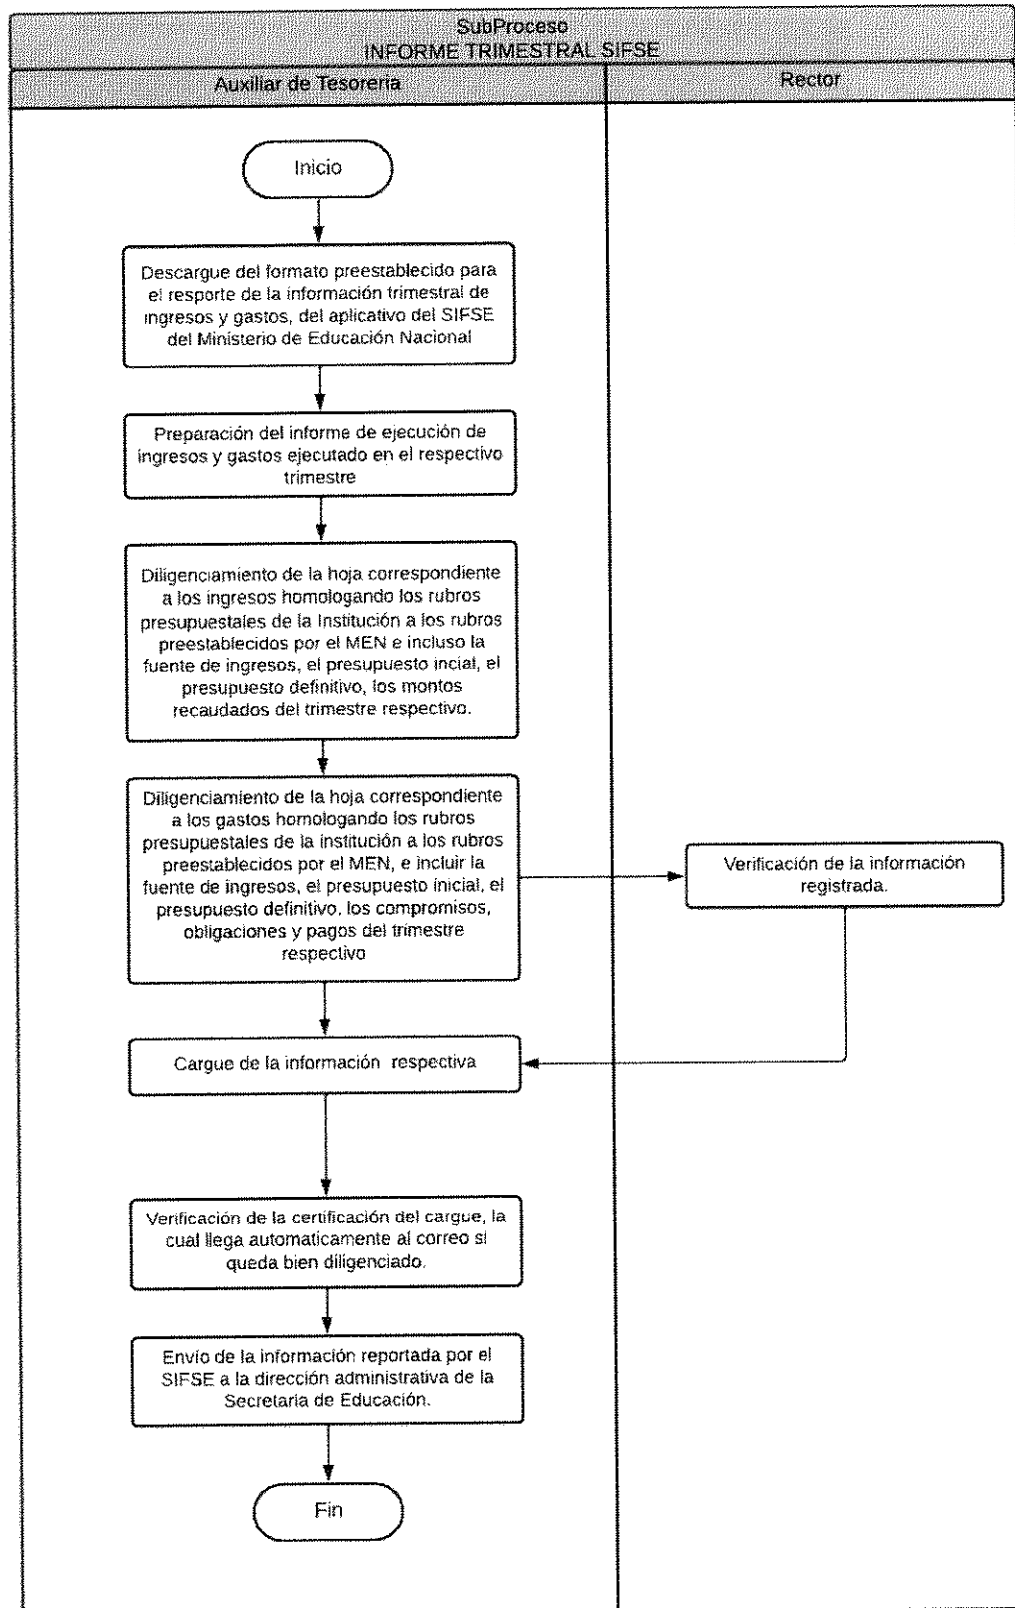 SubProceso
INFORME TRIMESTRAL SIFSE
Auxiliar de Tesoreria
Rector
Inicio
Descargue del formato preestablecido para
el resporte de la información trimestral de
ingresos y gastos, del aplicativo del SIFSE
del Ministerio de Educación Nacional
Preparación del informe de ejecución de
ingresos y gastos ejecutado en el respectivo
trimestre
Diligenciamiento de la hoja correspondiente
a los ingresos homologando los rubros
presupuestales de la Institución a los rubros
preestablecidos por el MEN e incluso la
fuente de ingresos, el presupuesto incial, el
presupuesto definitivo, los montos
recaudados del trimestre respectivo.
Diligenciamiento de la hoja correspondiente
a los gastos homologando los rubros
presupuestales de la institución a los rubros
preestablecidos por el MEN, e incluir la
fuente de ingresos, el presupuesto inicial, el
presupuesto definitivo, los compromisos,
obligaciones y pagos del trimestre
respectivo
Verificación de la información
registrada.
Cargue de la información respectiva
Verificación de la certificación del cargue, la
cual llega automaticamente al correo si
queda bien diligenciado.
Envío de la información reportada por el
SIFSE a la dirección administrativa de la
Secretaria de Educación.
Fin